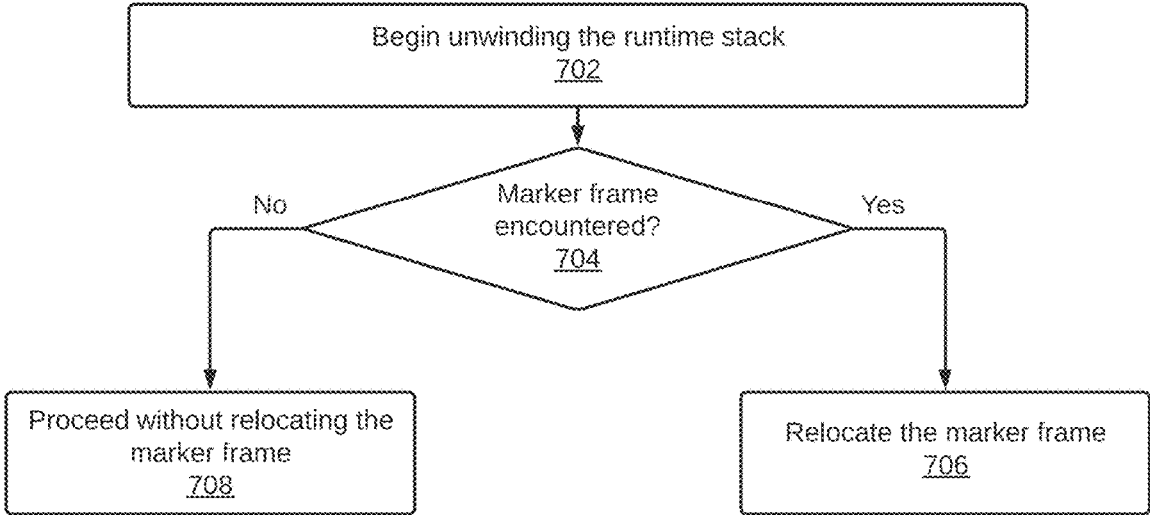 Begin unwinding the runtime stack
702
Marker frame
encountered?
704
No
Yes
Proceed without relocating the
marker frame
708
Relocate the marker frame
706